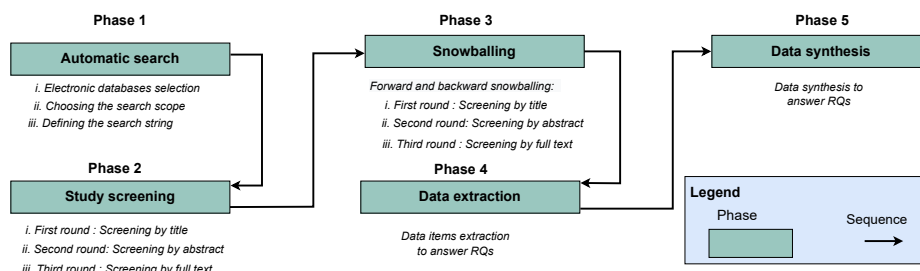 Phase 1
Automatic search
i. Electronic databases selection
ii. Choosing the search scope
iii. Defining the search string
Phase 2
Study screening
i. First round : Screening by title
ii. Second round: Screening by abstract
iii. Third round : Screening by full text
Phase 3
Snowballing
Forward and backward snowballing:
i. First round : Screening by title
ii. Second round: Screening by abstract
iii. Third round : Screening by full text
Phase 4
Data extraction
Data items extraction
to answer RQs
Phase 5
Data synthesis
Data synthesis to
answer RQs
Legend
Phase
Sequence